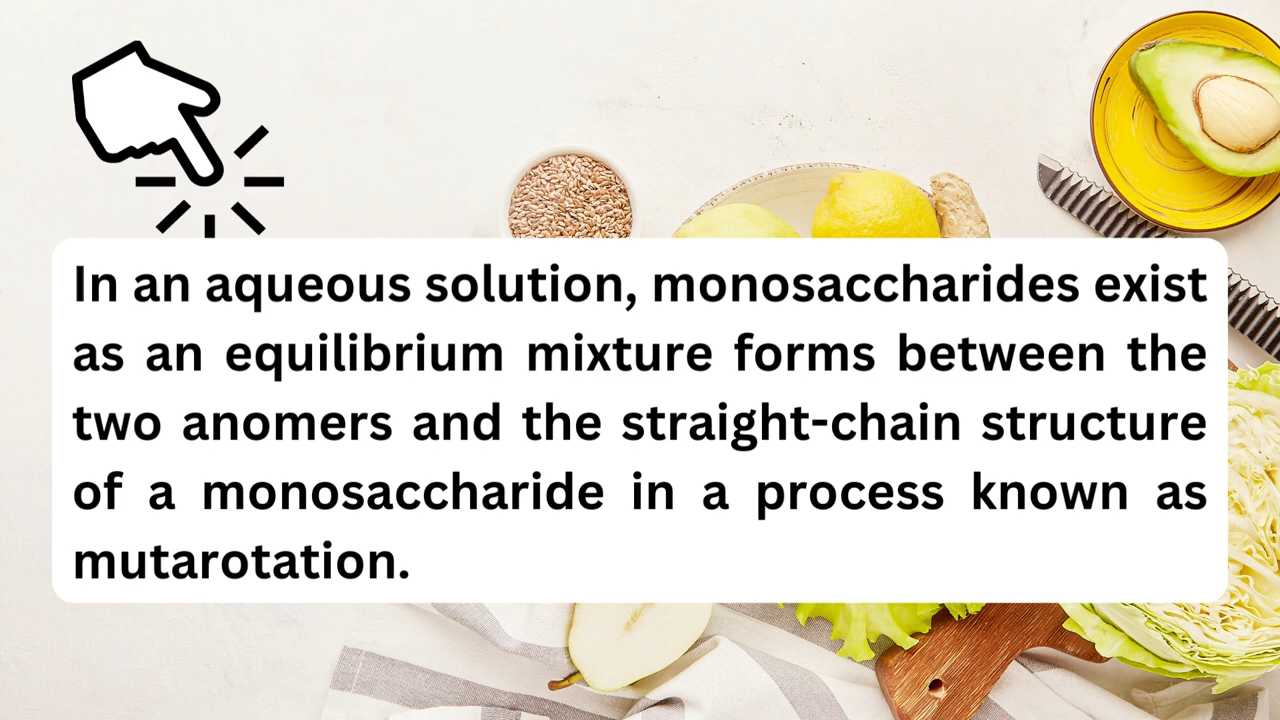 In an aqueous solution, monosaccharides exist
as an equilibrium mixture forms between the
two anomers and the straight-chain structure
of a monosaccharide in a process known as
mutarotation.